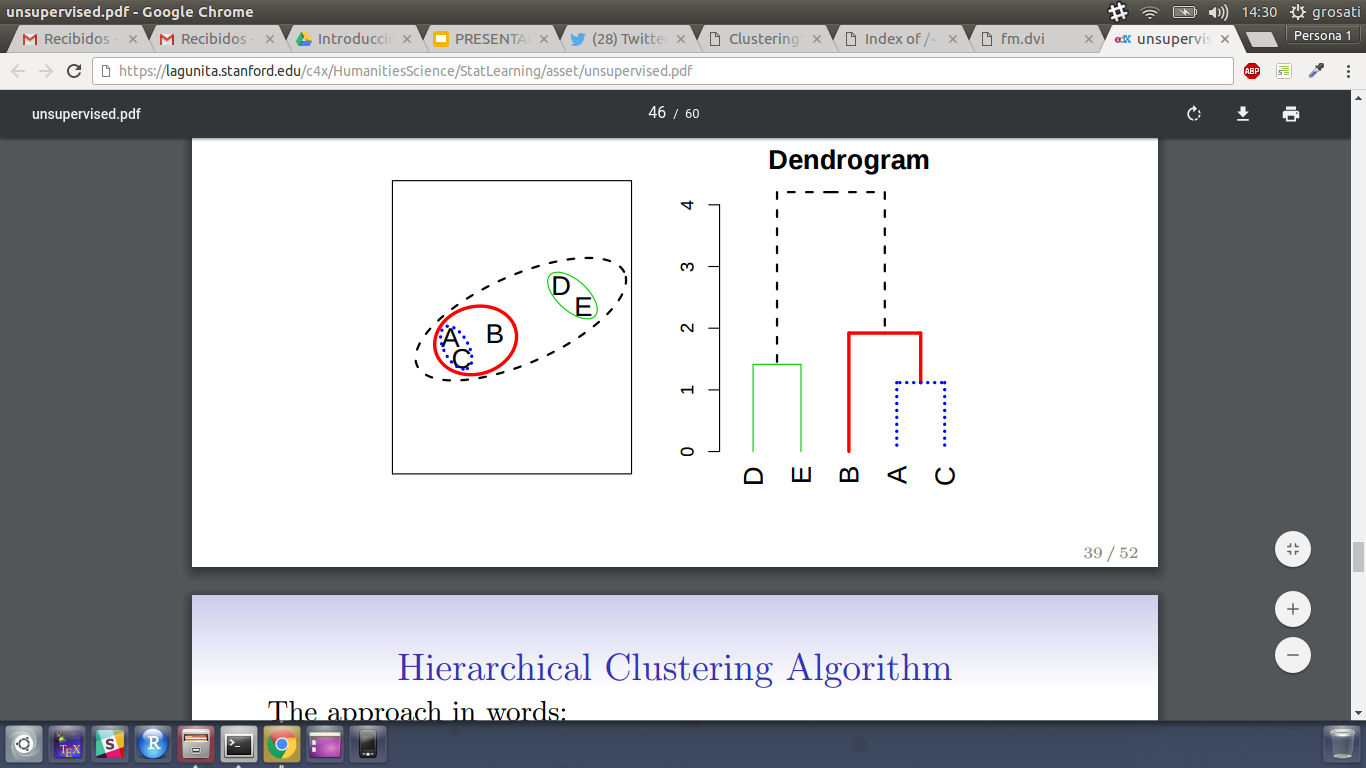 unsupervised.pdf - Google Chrome
14:30 grosati
Recibidos - Recibidos - Introducci PRESENTA (28) Twitte Clustering Index of /~ fm.dvi unsupervis Persona 1
https://lagunita.stanford.edu/c4x/HumanitiesScience/StatLearning/asset/unsupervised.pdf
ABP
unsupervised.pdf
46 / 60
Dendrogram
4
3
2
1
0
D
E
A
B
C
D E B A C
39 / 52
Hierarchical Clustering Algorithm
The approach in words: